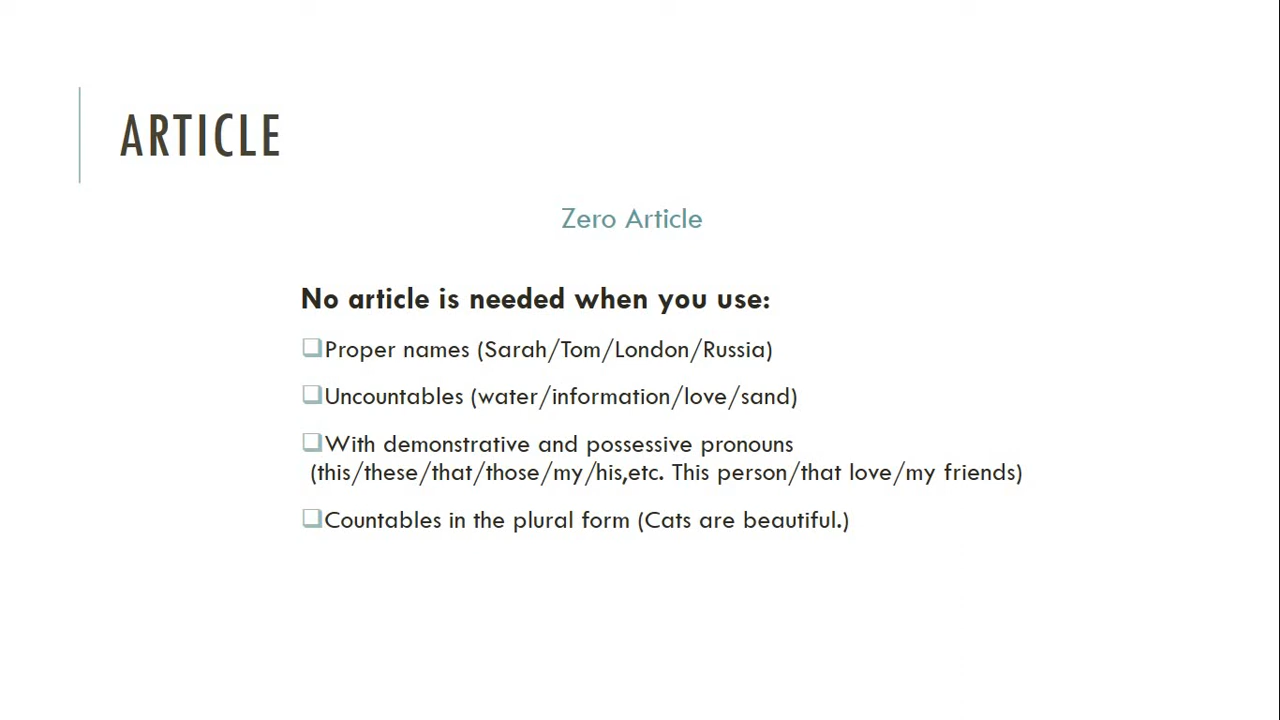 ARTICLE
Zero Article
No article is needed when you use:
Proper names (Sarah/Tom/London/Russia)
Uncountables (water/information/love/sand)
With demonstrative and possessive pronouns
(this/these/that/those/my/his,etc. This person/that love/my friends)
Countables in the plural form (Cats are beautiful.)